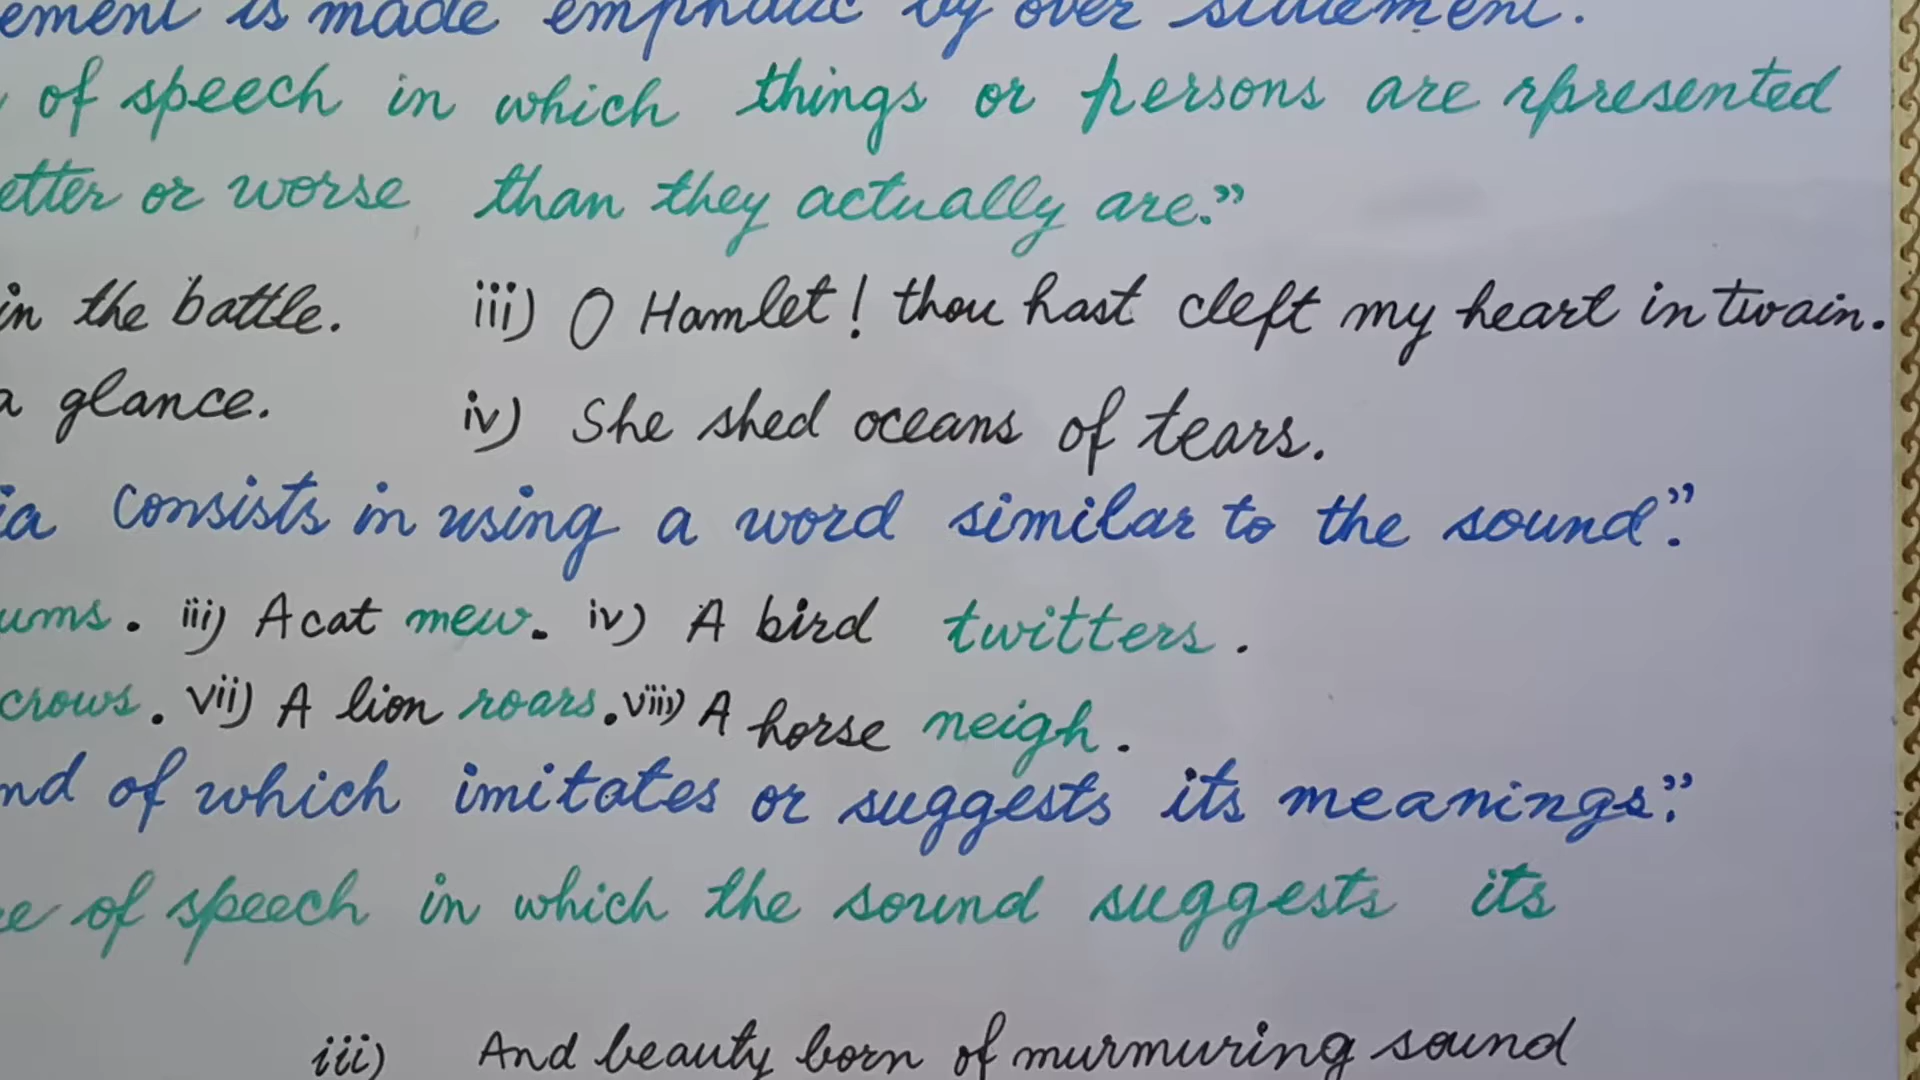 ement is made emphatic by over statement.
of speech in which things or persons are rpresented
etter or worse than they actually are.”
in the battle. iii) O Hamlet! thou hast cleft my heart in twain.
a glance. iv) She shed oceans of tears.
ia consists in using a word similar to the sound”.
ums. iii) A cat mew. iv) A bird twitters.
crows. vii) A lion roars. viii) A horse neigh.
nd of which imitates or suggests its meanings”.
e of speech in which the sound suggests its
iii) And beauty born of murmuring sound